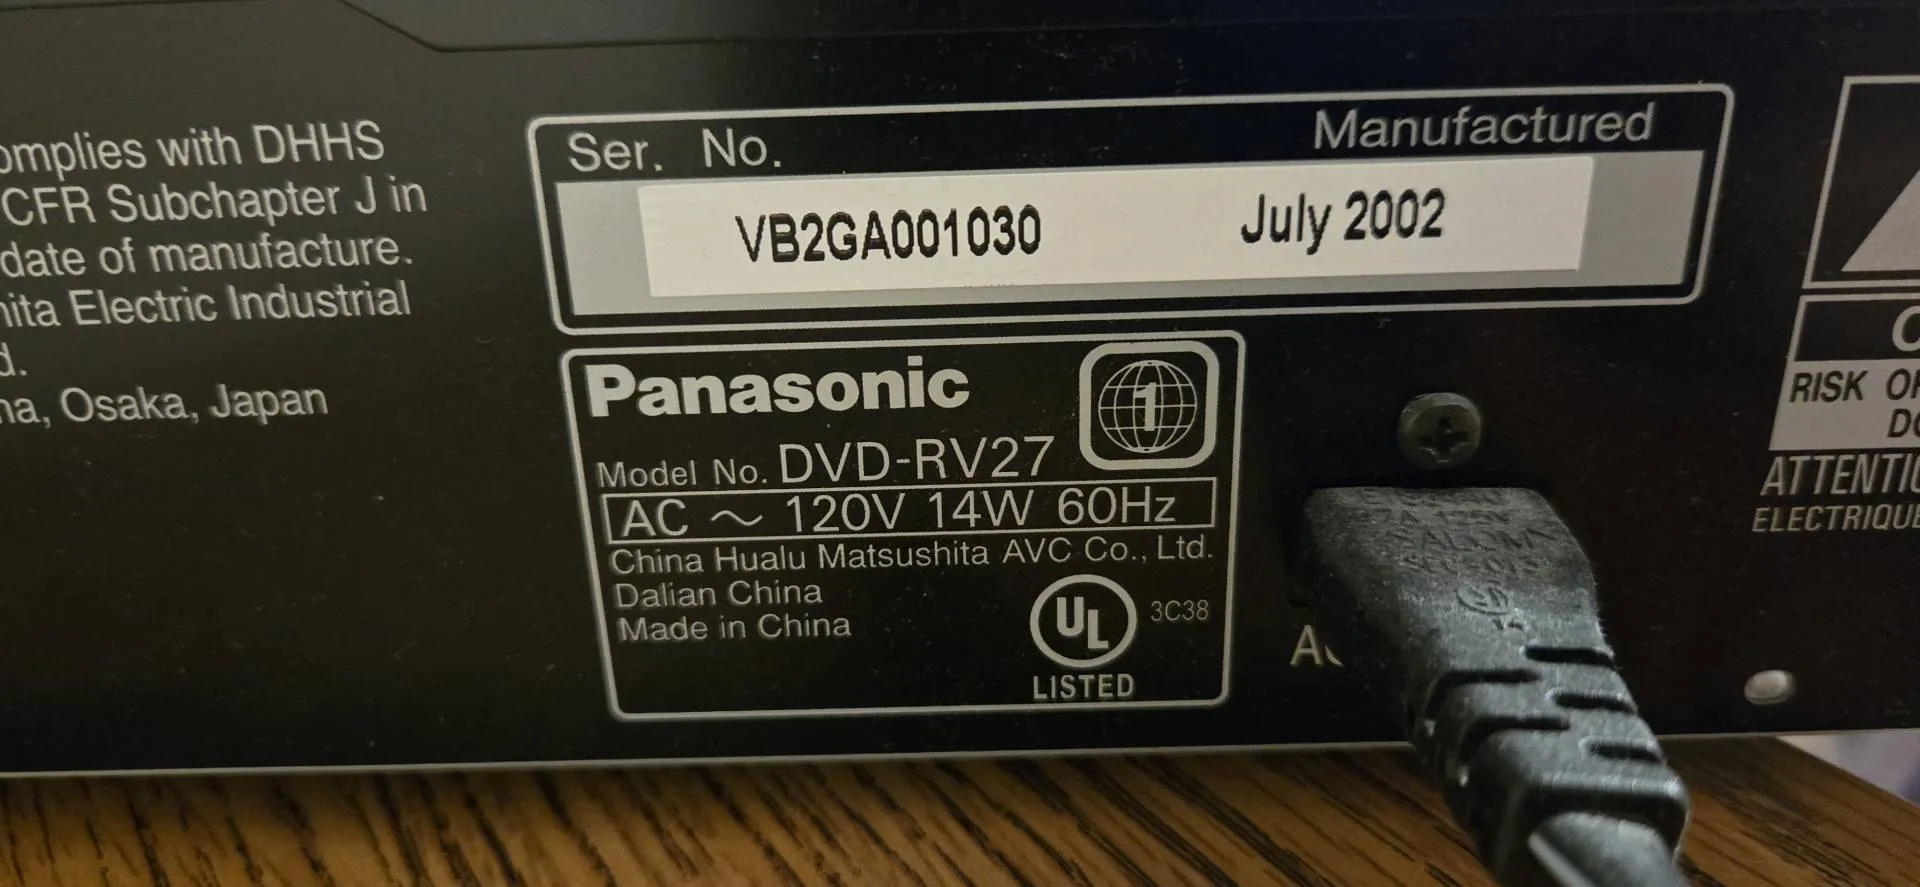 omplies with DHHS
CFR Subchapter J in
date of manufacture.
hita Electric Industrial
d.
na, Osaka, Japan
Ser. No.
Manufactured
VB2GA001030
July 2002
Panasonic
1
Model No. DVD-RV27
AC ~ 120V 14W 60Hz
China Hualu Matsushita AVC Co., Ltd.
Dalian China
Made in China
UL
3C38
LISTED
A
C
RISK O
D
ATTENTI
ELECTRIQUE